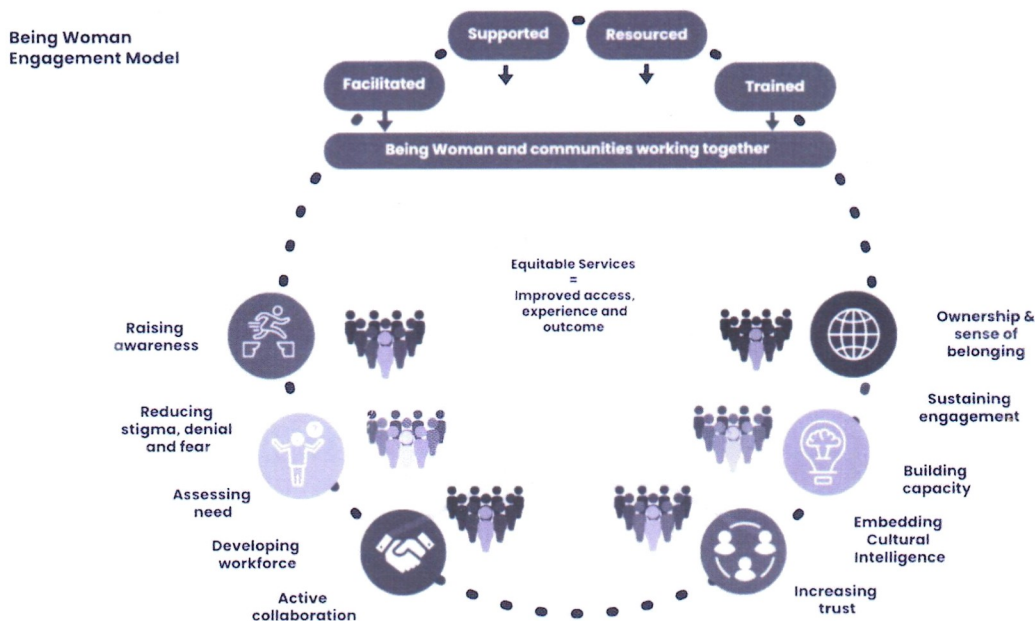 Being Woman
Engagement Model
Supported
Resourced
Facilitated
Trained
Being Woman and communities working together
Equitable Services
=
Improved access,
experience and
outcome
Raising
awareness
Reducing
stigma, denial
and fear
Assessing
need
Developing
workforce
Active
collaboration
Ownership &
sense of
belonging
Sustaining
engagement
Building
capacity
Embedding
Cultural
Intelligence
Increasing
trust